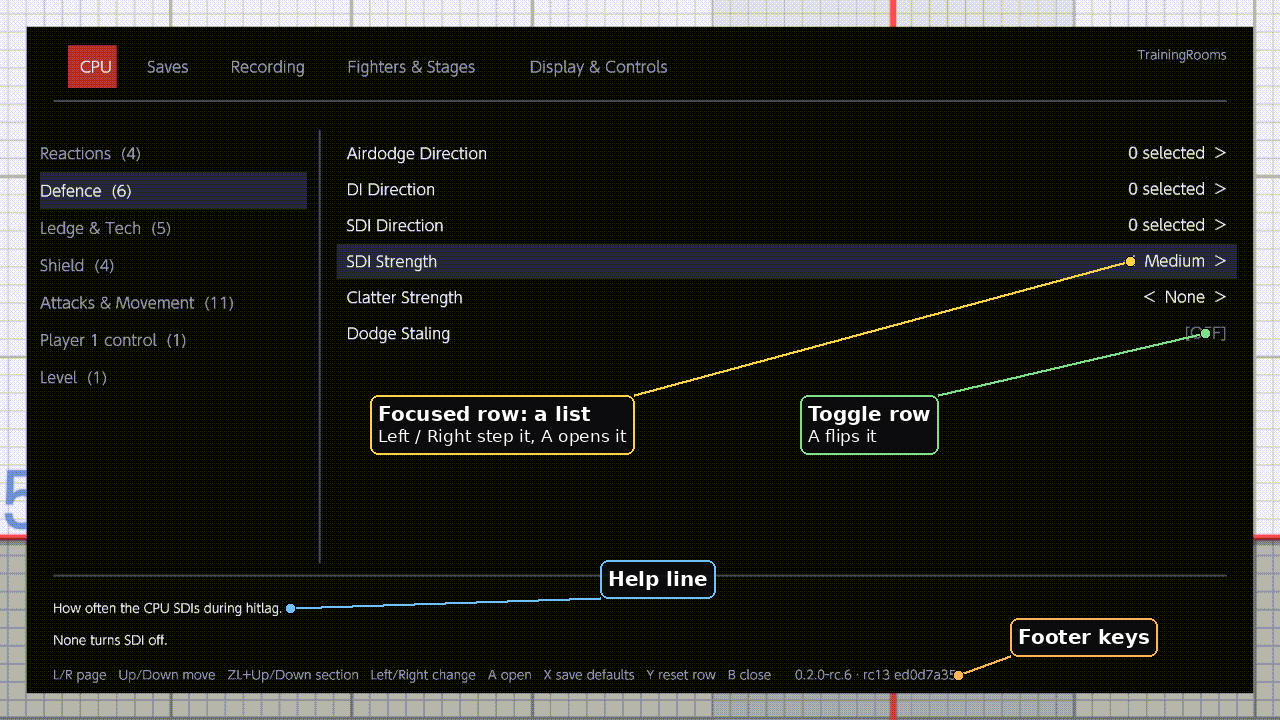 CPU Saves Recording Fighters & Stages Display & Controls TrainingRooms
Reactions (4)
Defence (6)
Ledge & Tech (5)
Shield (4)
Attacks & Movement (11)
Player 1 control (1)
Level (1)
Airdodge Direction 0 selected >
DI Direction 0 selected >
SDI Direction 0 selected >
SDI Strength Medium >
Clatter Strength < None >
Dodge Staling
Focused row: a list
Left / Right step it, A opens it
Toggle row
A flips it
Help line
How often the CPU SDIs during hitlag.
None turns SDI off.
Footer keys
L/R page Up/Down move ZL+Up/Down section Left/Right change A open X save defaults Y reset row B close 0.2.0-rc.6 · rc13
5